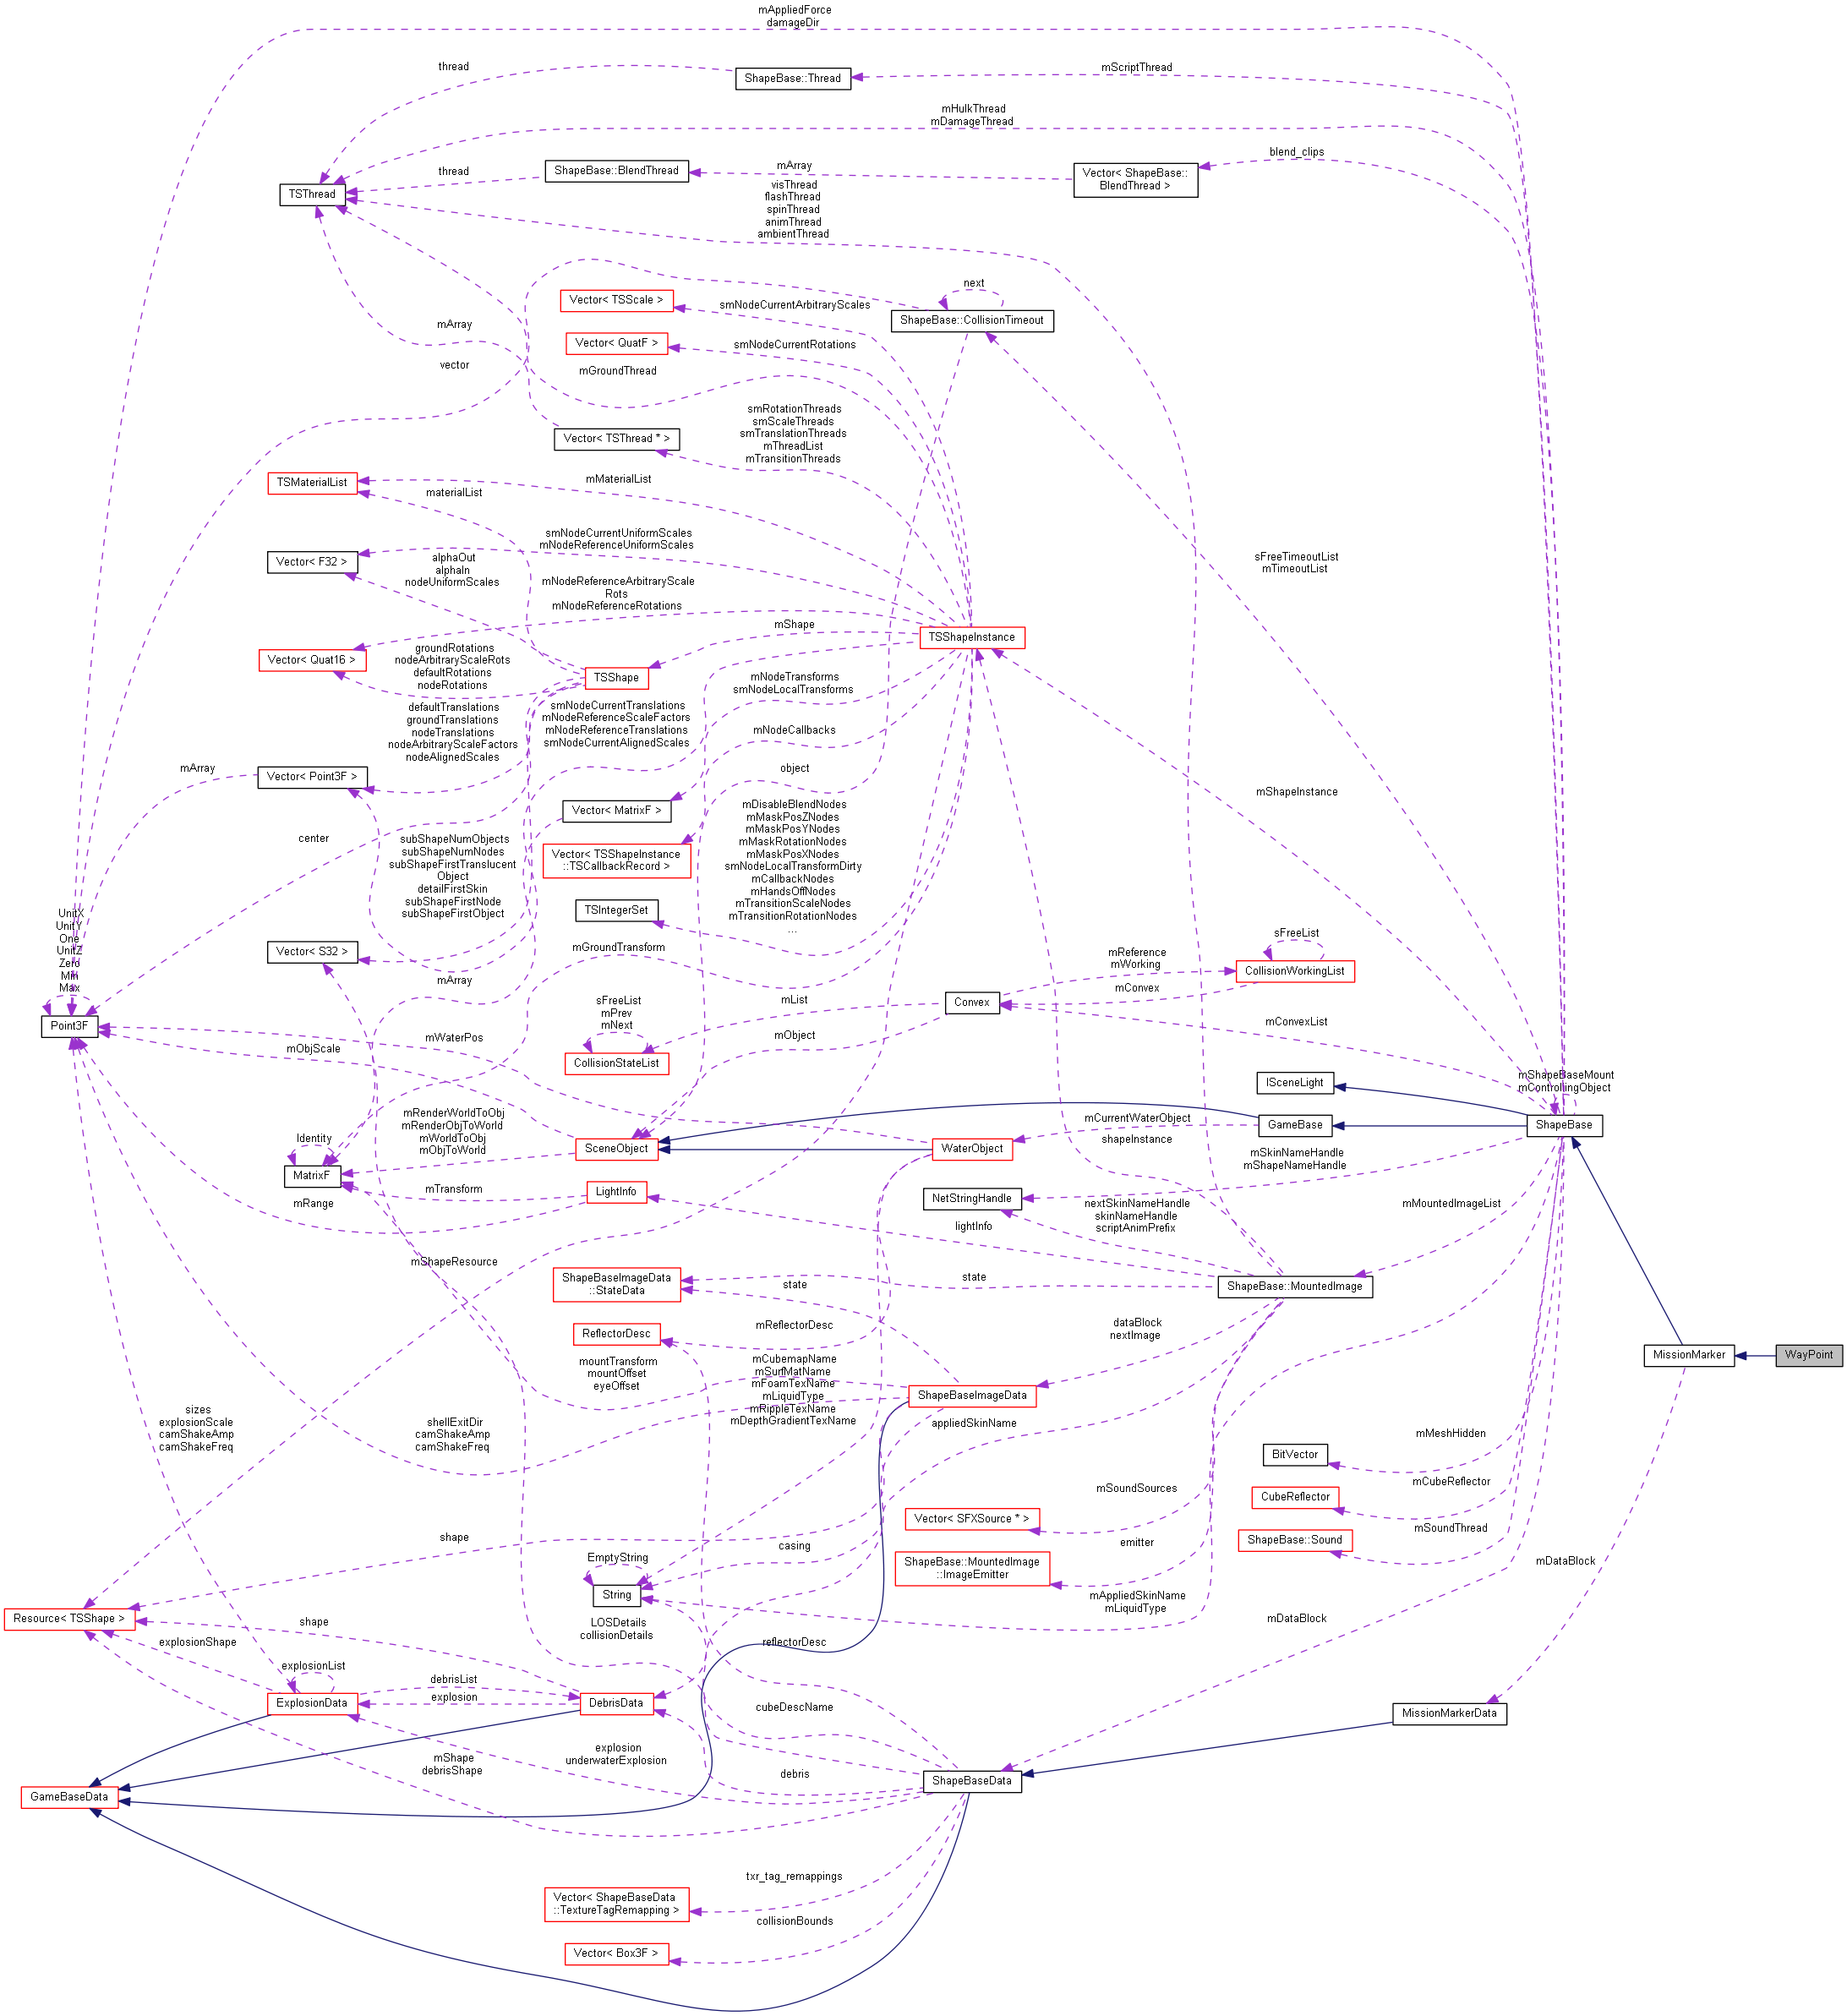 mAppliedForce
damageDir
thread
ShapeBase::Thread
mScriptThread
mHulkThread
mDamageThread
TSThread
thread
ShapeBase::BlendThread
mArray
Vector< ShapeBase::
BlendThread >
blend_clips
visThread
flashThread
spinThread
animThread
ambientThread
Vector< TSScale >
smNodeCurrentArbitraryScales
next
ShapeBase::CollisionTimeout
Vector< QuatF >
smNodeCurrentRotations
mArray
vector
mGroundThread
Vector< TSThread * >
smRotationThreads
smScaleThreads
smTranslationThreads
mThreadList
mTransitionThreads
TSMaterialList
materialList
mMaterialList
Vector< F32 >
alphaOut
alphaIn
nodeUniformScales
smNodeCurrentUniformScales
mNodeReferenceUniformScales
sFreeTimeoutList
mTimeoutList
mNodeReferenceArbitraryScale
Rots
mNodeReferenceRotations
Vector< Quat16 >
groundRotations
nodeArbitraryScaleRots
defaultRotations
nodeRotations
TSShape
mShape
TSShapeInstance
mNodeTransforms
smNodeLocalTransforms
defaultTranslations
groundTranslations
nodeTranslations
nodeArbitraryScaleFactors
nodeAlignedScales
smNodeCurrentTranslations
mNodeReferenceScaleFactors
mNodeReferenceTranslations
smNodeCurrentAlignedScales
mNodeCallbacks
object
mArray
Vector< Point3F >
Vector< MatrixF >
mShapeInstance
center
subShapeNumObjects
subShapeNumNodes
subShapeFirstTranslucent
Object
detailFirstSkin
subShapeFirstNode
subShapeFirstObject
Vector< TSShapeInstance
::TSCallbackRecord >
mDisableBlendNodes
mMaskPosZNodes
mMaskPosYNodes
mMaskRotationNodes
mMaskPosXNodes
smNodeLocalTransformDirty
mCallbackNodes
mHandsOffNodes
mTransitionScaleNodes
mTransitionRotationNodes
...
TSIntegerSet
UnitX
UnitY
One
UnitZ
Zero
Min
Max
Point3F
Vector< S32 >
mArray
mGroundTransform
mReference
mWorking
sFreeList
CollisionWorkingList
mConvex
Convex
mList
mObject
sFreeList
mPrev
mNext
CollisionStateList
mConvexList
mObjScale
mWaterPos
ISceneLight
mShapeBaseMount
mControllingObject
ShapeBase
GameBase
mCurrentWaterObject
shapeInstance
mRenderWorldToObj
mRenderObjToWorld
mWorldToObj
mObjToWorld
SceneObject
WaterObject
Identity
MatrixF
mTransform
LightInfo
mRange
NetStringHandle
mSkinNameHandle
mShapeNameHandle
nextSkinNameHandle
skinNameHandle
scriptAnimPrefix
lightInfo
mMountedImageList
mShapeResource
ShapeBaseImageData
::StateData
state
state
ShapeBase::MountedImage
ReflectorDesc
mReflectorDesc
dataBlock
nextImage
MissionMarker
WayPoint
mountTransform
mountOffset
eyeOffset
mCubemapName
mSurfMatName
mFoamTexName
mLiquidType
mRippleTexName
mDepthGradientTexName
ShapeBaseImageData
appliedSkinName
sizes
explosionScale
camShakeAmp
camShakeFreq
shellExitDir
camShakeAmp
camShakeFreq
BitVector
mMeshHidden
CubeReflector
mCubeReflector
mSoundSources
Vector< SFXSource * >
ShapeBase::Sound
mSoundThread
shape
casing
emitter
ShapeBase::MountedImage
::ImageEmitter
EmptyString
String
mAppliedSkinName
mLiquidType
mDataBlock
mDataBlock
Resource< TSShape >
shape
LOSDetails
collisionDetails
reflectorDesc
explosionShape
explosionList
ExplosionData
debrisList
explosion
DebrisData
cubeDescName
MissionMarkerData
mShape
debrisShape
explosion
underwaterExplosion
debris
ShapeBaseData
GameBaseData
txr_tag_remappings
Vector< ShapeBaseData
::TextureTagRemapping >
collisionBounds
Vector< Box3F >